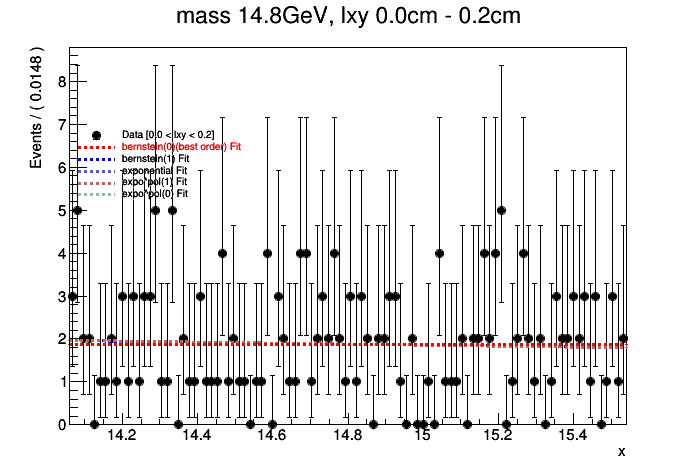 mass 14.8GeV, lxy 0.0cm - 0.2cm
Events / ( 0.0148 )
8
7
6
5
4
3
2
1
0
Data [0.0 < lxy < 0.2]
bernstein(0)(best order) Fit
bernstein(1) Fit
exponential Fit
expo*pol(1) Fit
expo*pol(0) Fit
14.2 14.4 14.6 14.8 15 15.2 15.4
x